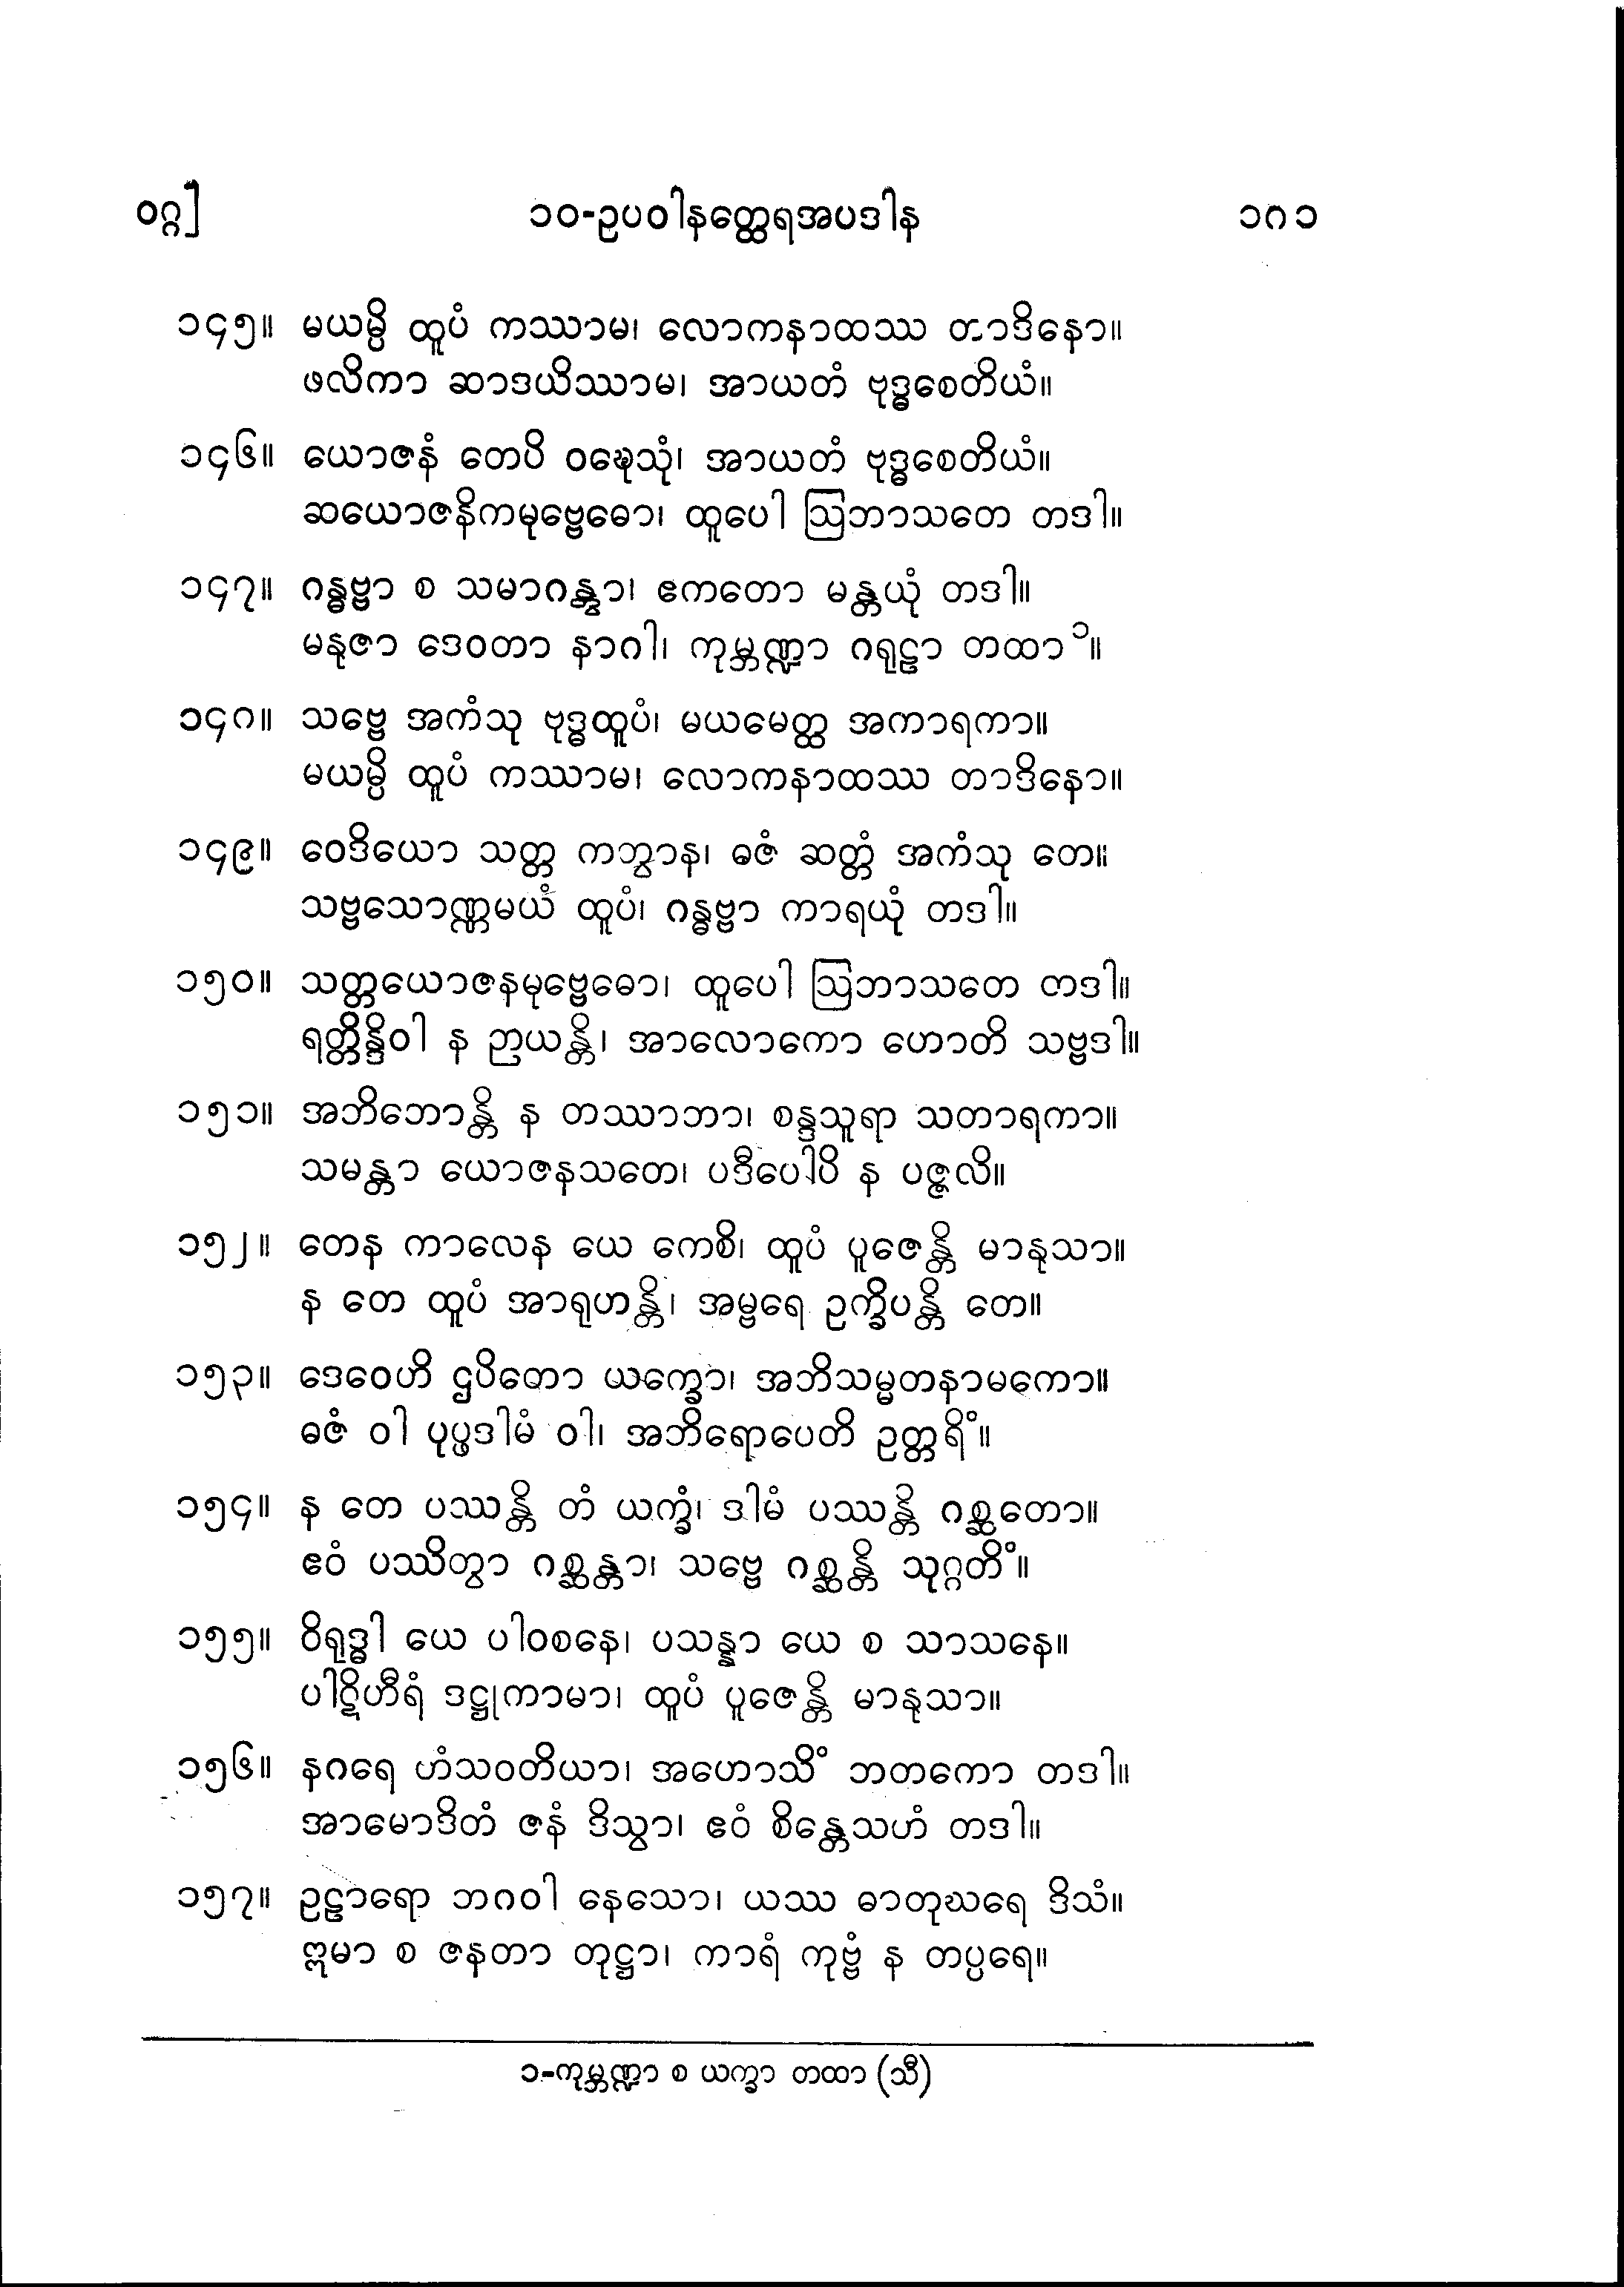 ဝဂ္ဂ]
၁၀-ဥပဝါနတ္ထေရအပဒါန
၁ဂ၁
၁၄၅။ မယမ္ပိ ထူပံ ကဿာမ၊ လောကနာထဿ တာဒိနော။
ဖလိကာ ဆာဒယိဿာမ၊ အာယတံ ဗုဒ္ဓစေတိယံ။
၁၄၆။ ယောဇနံ တေပိ ဝဍ္ဎေသုံ၊ အာယတံ ဗုဒ္ဓစေတိယံ။
ဆယောဇနိကမုဗ္ဗေဓော၊ ထူပေါ ဩဘာသတေ တဒါ။
၁၄၇။ ဂန္ဓဗ္ဗာ စ သမာဂန္တွာ၊ ဧကတော မန္တယုံ တဒါ။
မနုဇာ ဒေဝတာ နာဂါ၊ ကုမ္ဘဏ္ဍာ ဂရုဠာ တထာ ၁။
၁၄ဂ။ သဗ္ဗေ အကံသု ဗုဒ္ဓထူပံ၊ မယမေတ္ထ အကာရကာ။
မယမ္ပိ ထူပံ ကဿာမ၊ လောကနာထဿ တာဒိနော။
၁၄၉။ ဝေဒိယော သတ္တ ကတွာန၊ ဓဇံ ဆတ္တံ အကံသု တေ။
သဗ္ဗသောဏ္ဏမယံ ထူပံ၊ ဂန္ဓဗ္ဗာ ကာရယုံ တဒါ။
၁၅၀။ သတ္တယောဇနမုဗ္ဗေဓော၊ ထူပေါ ဩဘာသတေ တဒါ။
ရတ္တိန္ဒိဝါ န ဉာယန္တိ၊ အာလောကော ဟောတိ သဗ္ဗဒါ။
၁၅၁။ အဘိဘောန္တိ န တဿာဘာ၊ စန္ဒသူရာ သတာရကာ။
သမန္တာ ယောဇနသတေ၊ ပဒီပေါပိ န ပဇ္ဇလိ။
၁၅၂။ တေန ကာလေန ယေ ကေစိ၊ ထူပံ ပူဇေန္တိ မာနုသာ။
န တေ ထူပံ အာရုဟန္တိ၊ အမ္ဗရေ ဥက္ခိပန္တိ တေ။
၁၅၃။ ဒေဝေဟိ ဌပိတော ယက္ခော၊ အဘိသမ္မတနာမကော။
ဓဇံ ဝါ ပုပ္ဖဒါမံ ဝါ၊ အဘိရောပေတိ ဥတ္တရိံ။
၁၅၄။ န တေ ပဿန္တိ တံ ယက္ခံ၊ ဒါမံ ပဿန္တိ ဂစ္ဆတော။
ဧဝံ ပဿိတွာ ဂစ္ဆန္တာ၊ သဗ္ဗေ ဂစ္ဆန္တိ သုဂ္ဂတိံ။
၁၅၅။ ဝိရုဒ္ဓါ ယေ ပါဝစနေ၊ ပသန္နာ ယေ စ သာသနေ။
ပါဋိဟီရံ ဒဋ္ဌုကာမာ၊ ထူပံ ပူဇေန္တိ မာနုသာ။
၁၅၆။ နဂရေ ဟံသဝတိယာ၊ အဟောသိံ ဘတကော တဒါ။
အာမောဒိတံ ဇနံ ဒိသွာ၊ ဧဝံ စိန္တေသဟံ တဒါ။
၁၅၇။ ဥဠာရော ဘဂဝါ နေသော၊ ယဿ ဓာတုဃရေ ဒိသံ။
ဣမာ စ ဇနတာ တုဋ္ဌာ၊ ကာရံ ကုဗ္ဗံ န တပ္ပရေ။
၁-ကုမ္ဘဏ္ဍာ စ ယက္ခာ တထာ (သီ)